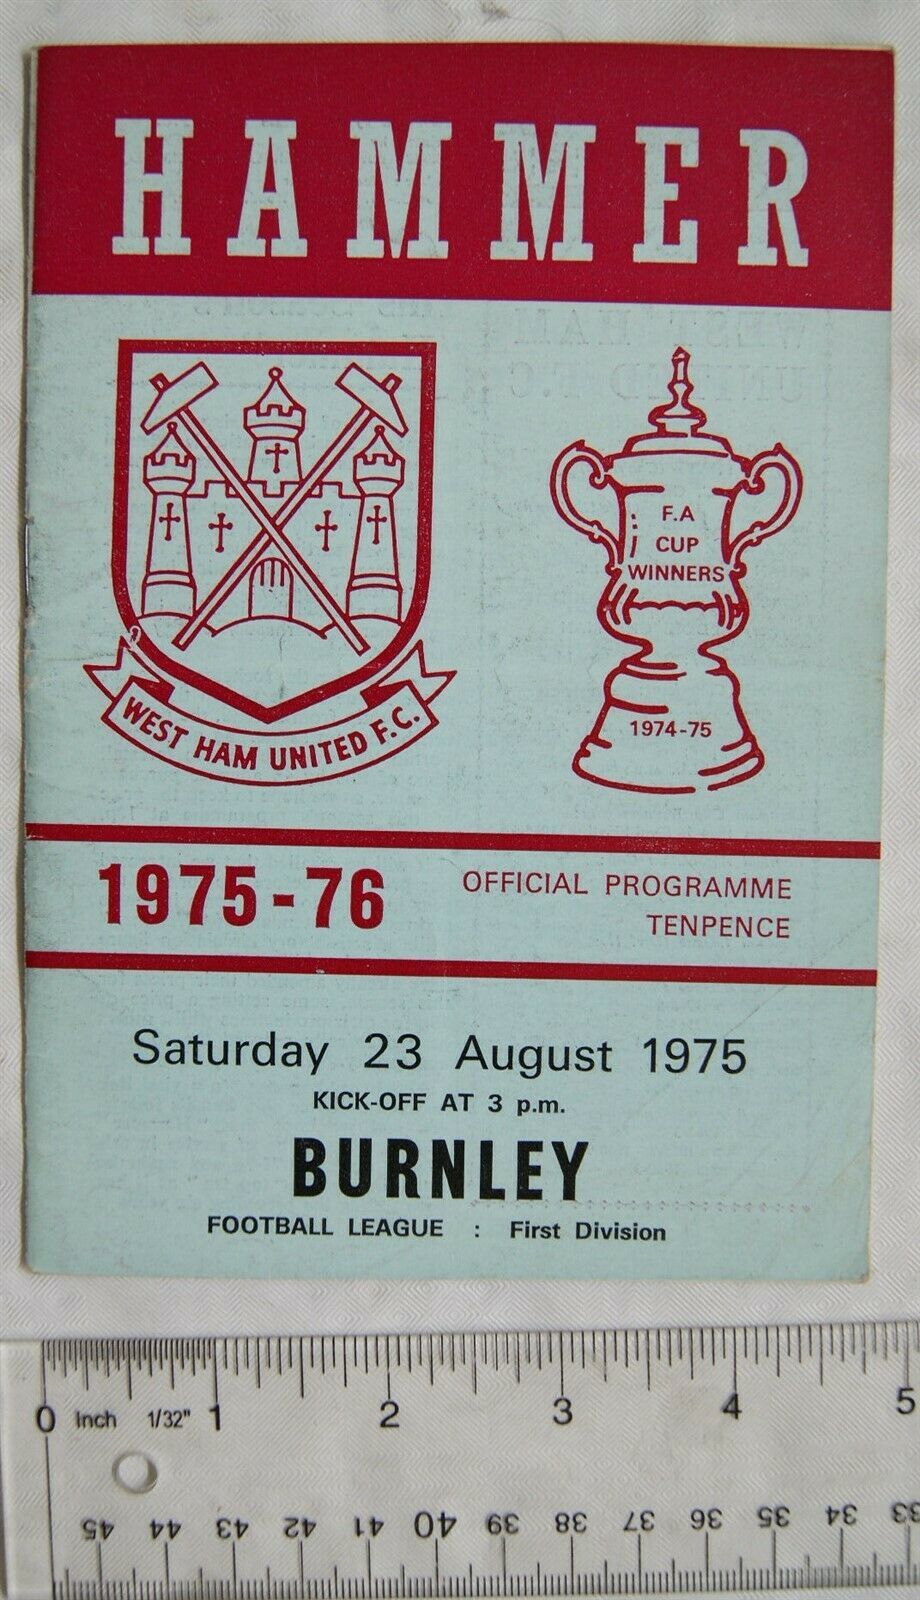 HAMMER
F.A
CUP
WINNERS
1974-75
WEST HAM UNITED F.C.
1975-76
OFFICIAL PROGRAMME
TENPENCE
Saturday 23 August 1975
KICK-OFF AT 3 p.m.
BURNLEY
FOOTBALL LEAGUE : First Division
0 Inch 1/32" 1 2 3 4 5
45 44 43 42 41 40 39 38 37 36 35 34 33